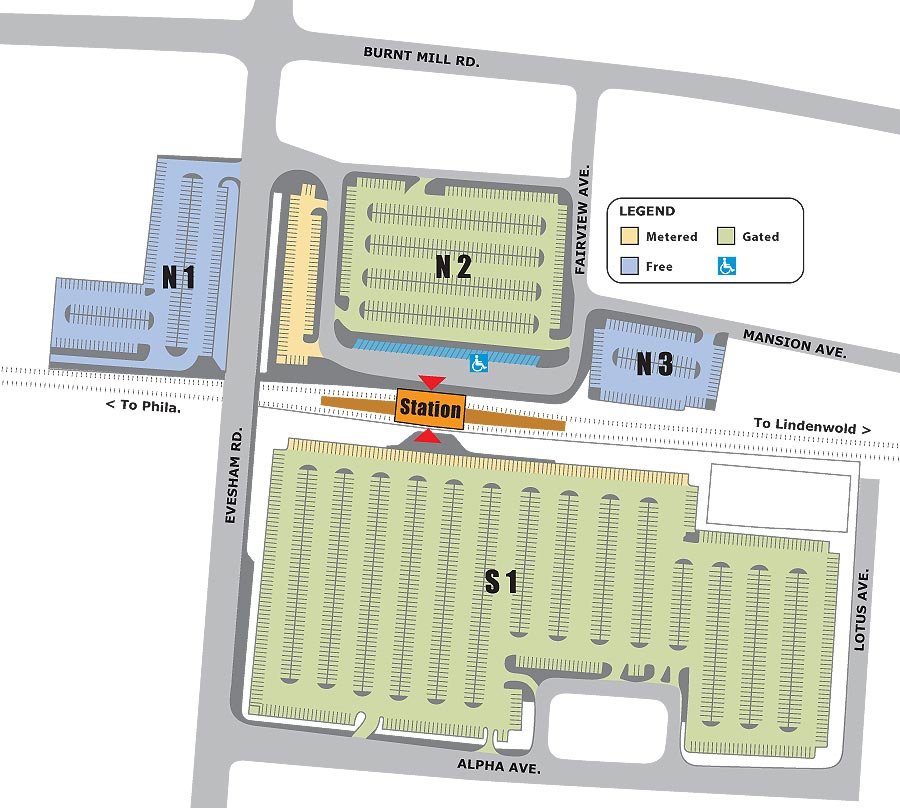 BURNT MILL RD.
FAIRVIEW AVE.
LEGEND
Metered
Gated
Free
N 1
N 2
N 3
MANSION AVE.
< To Phila.
Station
To Lindenwold >
EVESHAM RD.
S 1
LOTUS AVE.
ALPHA AVE.